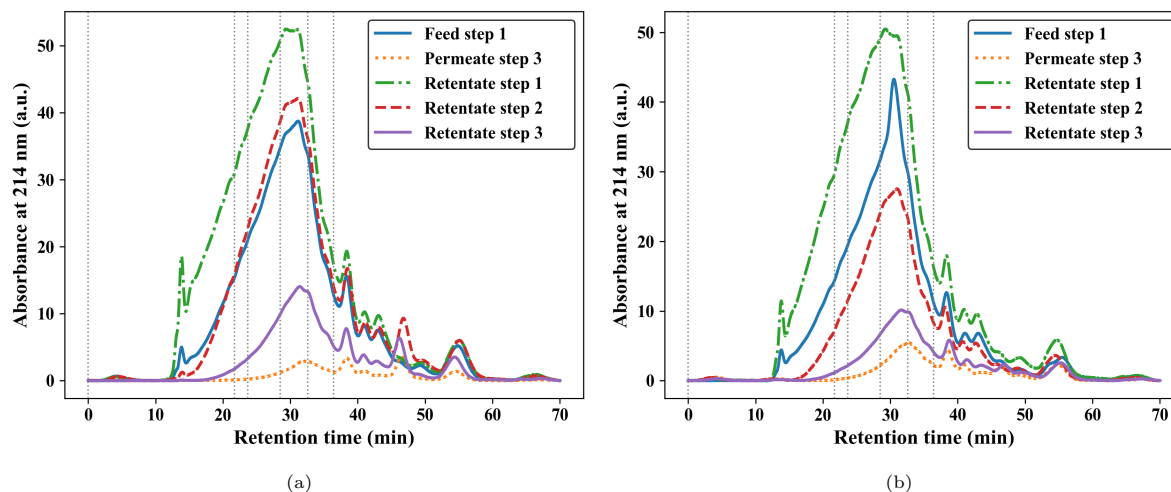 50
40
30
20
10
0
Absorbance at 214 nm (a.u.)
0 10 20 30 40 50 60 70
Retention time (min)
Feed step 1
Permeate step 3
Retentate step 1
Retentate step 2
Retentate step 3
(a)
50
40
30
20
10
0
Absorbance at 214 nm (a.u.)
0 10 20 30 40 50 60 70
Retention time (min)
Feed step 1
Permeate step 3
Retentate step 1
Retentate step 2
Retentate step 3
(b)